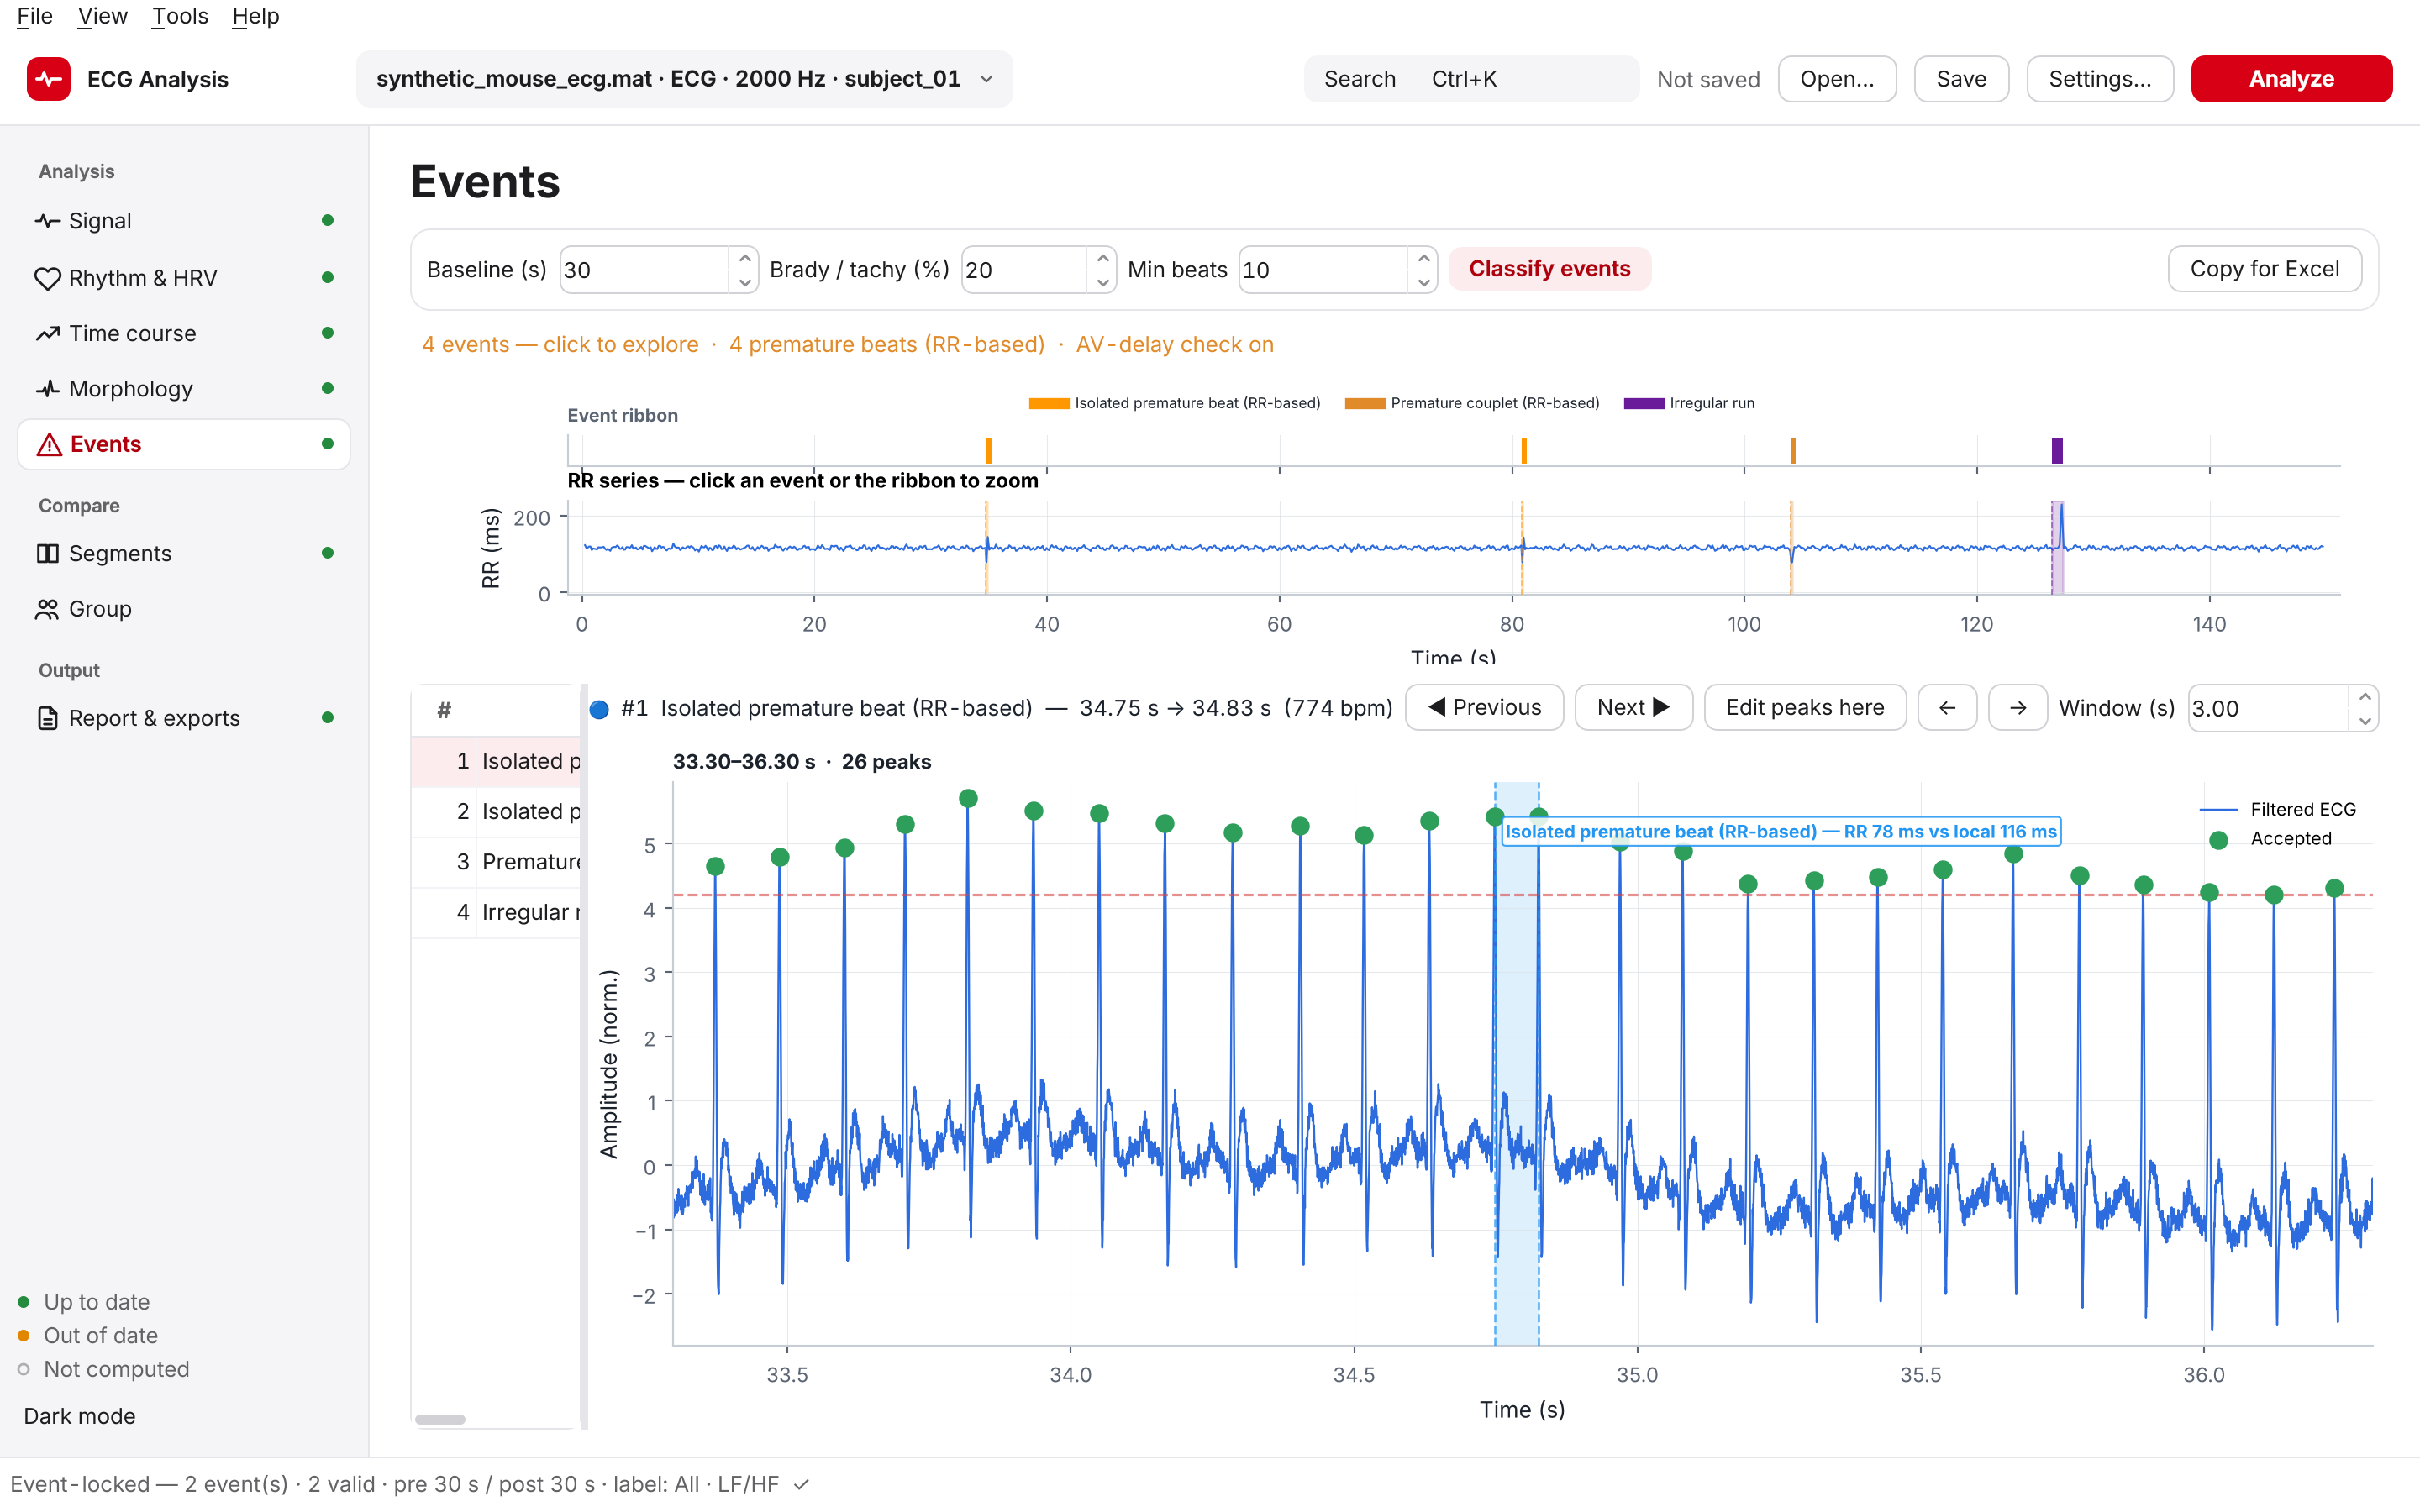 File View Tools Help
ECG Analysis
synthetic_mouse_ecg.mat · ECG · 2000 Hz · subject_01
Search Ctrl+K
Not saved
Open...
Save
Settings...
Analyze
Analysis
Signal
Rhythm & HRV
Time course
Morphology
Events
Compare
Segments
Group
Output
Report & exports
Up to date
Out of date
Not computed
Dark mode
Events
Baseline (s) 30 Brady / tachy (%) 20 Min beats 10 Classify events Copy for Excel
4 events — click to explore · 4 premature beats (RR-based) · AV-delay check on
Event ribbon
Isolated premature beat (RR-based) Premature couplet (RR-based) Irregular run
RR series — click an event or the ribbon to zoom
RR (ms)
200
0
0 20 40 60 80 100 120 140
Time (s)
#
1 Isolated p
2 Isolated p
3 Premature
4 Irregular r
#1 Isolated premature beat (RR-based) — 34.75 s → 34.83 s (774 bpm)
◀ Previous
Next ▶
Edit peaks here
←
→
Window (s) 3.00
33.30–36.30 s · 26 peaks
Filtered ECG
Accepted
Isolated premature beat (RR-based) — RR 78 ms vs local 116 ms
Amplitude (norm.)
5
4
3
2
1
0
−1
−2
33.5 34.0 34.5 35.0 35.5 36.0
Time (s)
Event-locked — 2 event(s) · 2 valid · pre 30 s / post 30 s · label: All · LF/HF ✓